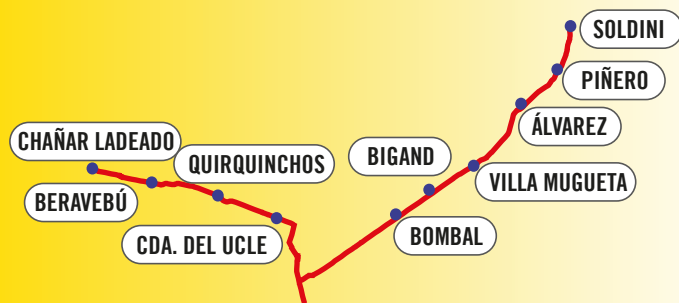 SOLDINI
PIÑERO
ÁLVAREZ
CHAÑAR LADEADO
QUIRQUINCHOS
BIGAND
VILLA MUGUETA
BERAVEBÚ
CDA. DEL UCLE
BOMBAL